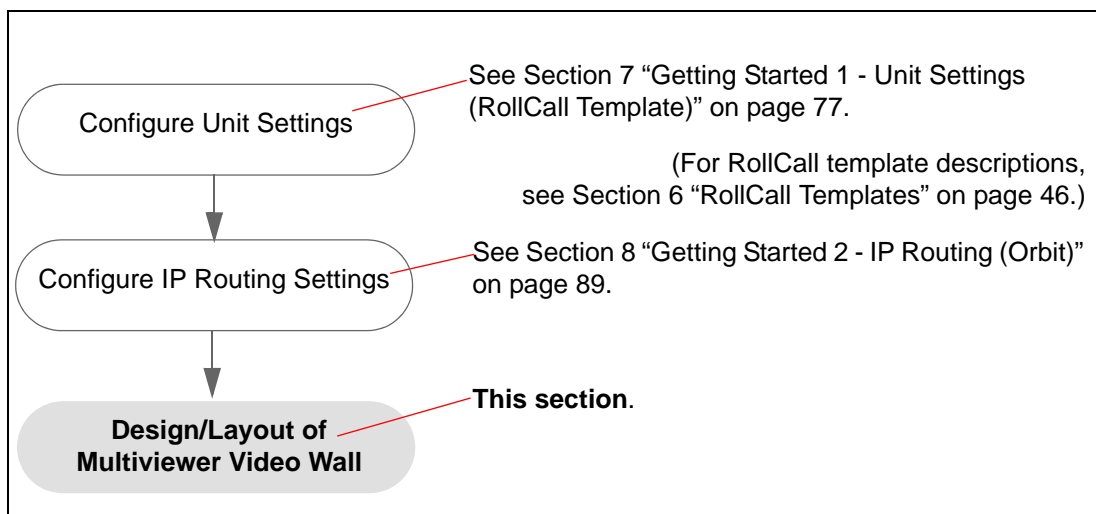 See Section 7 “Getting Started 1 - Unit Settings
(RollCall Template)” on page 77.
Configure Unit Settings
(For RollCall template descriptions,
see Section 6 “RollCall Templates” on page 46.)
See Section 8 “Getting Started 2 - IP Routing (Orbit)”
on page 89.
Configure IP Routing Settings
This section.
Design/Layout of
Multiviewer Video Wall